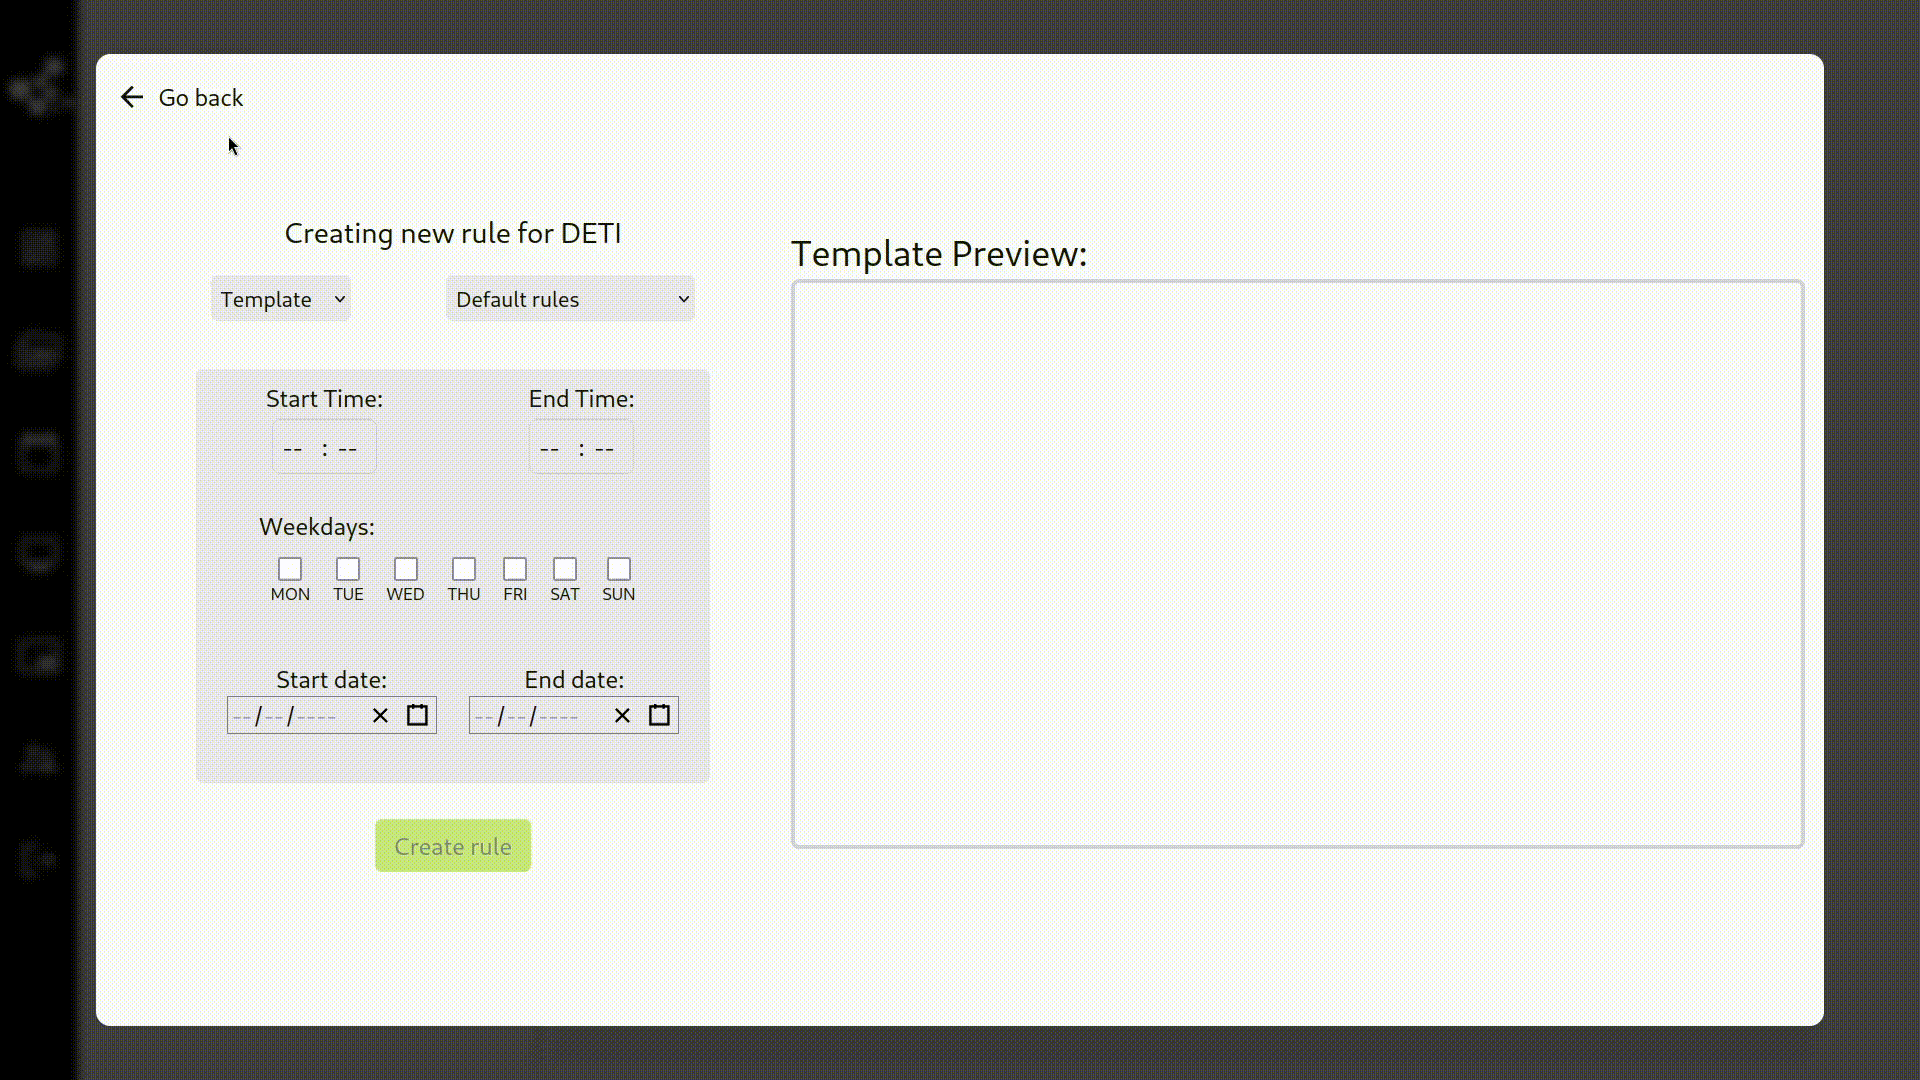 Go back
Creating new rule for DETI
Template Default rules
Start Time: End Time:
-- : -- -- : --
Weekdays:
MON TUE WED THU FRI SAT SUN
Start date: End date:
--/--/---- --/--/----
Create rule
Template Preview: